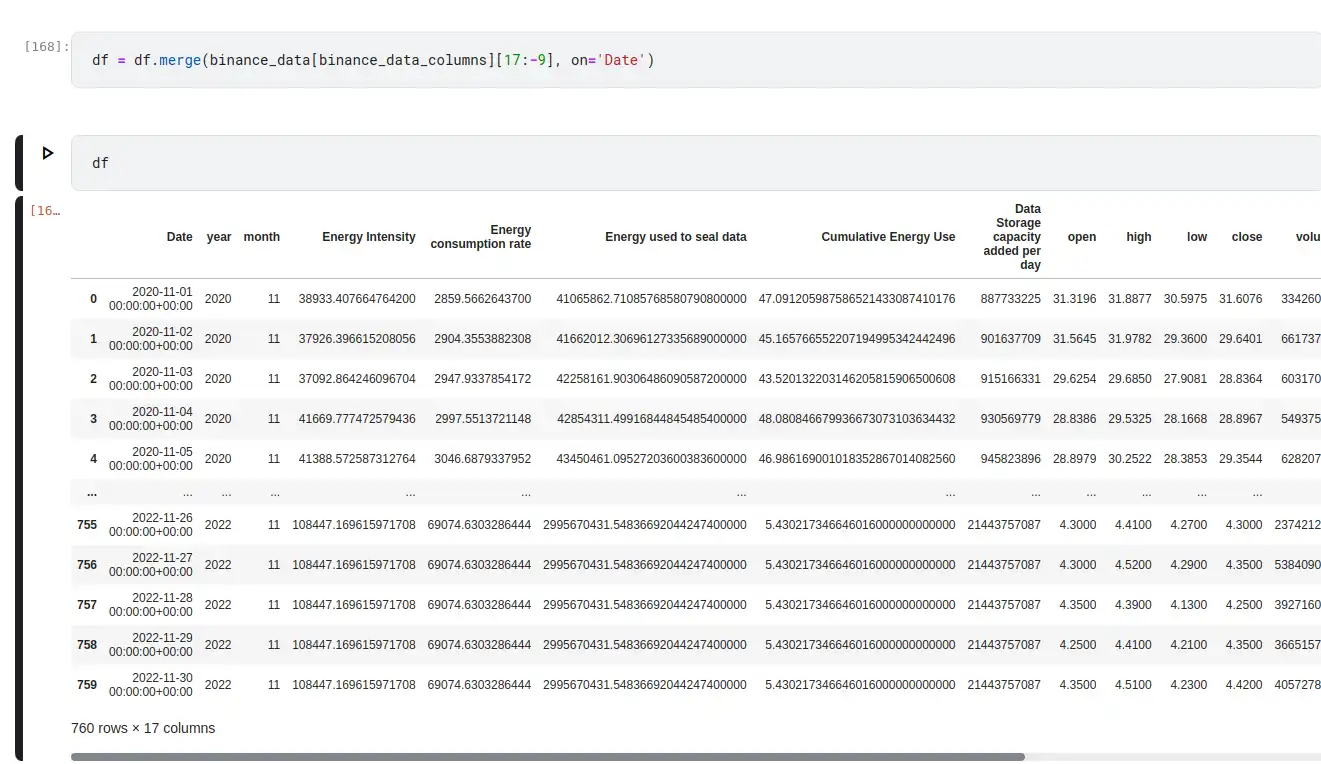 [168]:
df = df.merge(binance_data[binance_data_columns][17:-9], on='Date')
df
[16…
Date year month Energy Intensity Energy consumption rate Energy used to seal data Cumulative Energy Use Data Storage capacity added per day open high low close volu
0 2020-11-01 00:00:00+00:00 2020 11 38933.407664764200 2859.5662643700 41065862.71085768580790800000 47.091205987586521433087410176 887733225 31.3196 31.8877 30.5975 31.6076 334260
1 2020-11-02 00:00:00+00:00 2020 11 37926.396615208056 2904.3553882308 41662012.30696127335689000000 45.165766552207194995342442496 901637709 31.5645 31.9782 29.3600 29.6401 661737
2 2020-11-03 00:00:00+00:00 2020 11 37092.864246096704 2947.9337854172 42258161.90306486090587200000 43.520132203146205815906500608 915166331 29.6254 29.6850 27.9081 28.8364 603170
3 2020-11-04 00:00:00+00:00 2020 11 41669.777472579436 2997.5513721148 42854311.49916844845485400000 48.080846679936673073103634432 930569779 28.8386 29.5325 28.1668 28.8967 549375
4 2020-11-05 00:00:00+00:00 2020 11 41388.572587312764 3046.6879337952 43450461.09527203600383600000 46.986169001018352867014082560 945823896 28.8979 30.2522 28.3853 29.3544 628207
... ... ... ... ... ... ... ... ... ... ... ... ...
755 2022-11-26 00:00:00+00:00 2022 11 108447.169615971708 69074.6303286444 2995670431.54836692044247400000 5.430217346646016000000000000 21443757087 4.3000 4.4100 4.2700 4.3000 2374212
756 2022-11-27 00:00:00+00:00 2022 11 108447.169615971708 69074.6303286444 2995670431.54836692044247400000 5.430217346646016000000000000 21443757087 4.3000 4.5200 4.2900 4.3500 5384090
757 2022-11-28 00:00:00+00:00 2022 11 108447.169615971708 69074.6303286444 2995670431.54836692044247400000 5.430217346646016000000000000 21443757087 4.3500 4.3900 4.1300 4.2500 3927160
758 2022-11-29 00:00:00+00:00 2022 11 108447.169615971708 69074.6303286444 2995670431.54836692044247400000 5.430217346646016000000000000 21443757087 4.2500 4.4100 4.2100 4.3500 3665157
759 2022-11-30 00:00:00+00:00 2022 11 108447.169615971708 69074.6303286444 2995670431.54836692044247400000 5.430217346646016000000000000 21443757087 4.3500 4.5100 4.2300 4.4200 4057278
760 rows × 17 columns